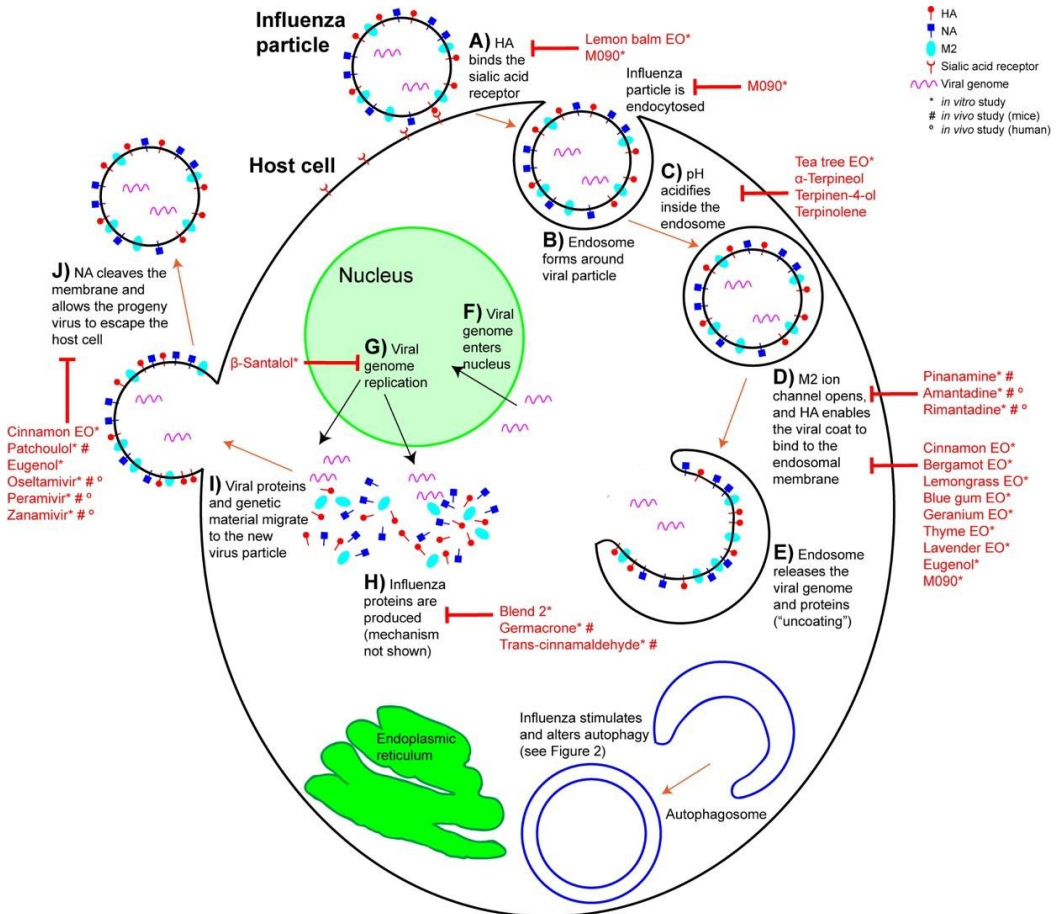 Influenza
particle
A) HA
binds the
sialic acid
receptor
Lemon balm EO*
M090*
Influenza
particle is
endocytosed
M090*
HA
NA
M2
Sialic acid receptor
Viral genome
* in vitro study
# in vivo study (mice)
º in vivo study (human)
Host cell
C) pH
acidifies
inside the
endosome
Tea tree EO*
α-Terpineol
Terpinen-4-ol
Terpinolene
B) Endosome
forms around
viral particle
J) NA cleaves the
membrane and
allows the progeny
virus to escape the
host cell
Nucleus
F) Viral
genome
enters
nucleus
G) Viral
genome
replication
β-Santalol*
D) M2 ion
channel opens,
and HA enables
the viral coat to
bind to the
endosomal
membrane
Pinanamine* #
Amantadine* # º
Rimantadine* # º
Cinnamon EO*
Bergamot EO*
Lemongrass EO*
Blue gum EO*
Geranium EO*
Thyme EO*
Lavender EO*
Eugenol*
M090*
Cinnamon EO*
Patchoulol* #
Eugenol*
Oseltamivir* # º
Peramivir* # º
Zanamivir* # º
I) Viral proteins
and genetic
material migrate
to the new
virus particle
E) Endosome
releases the
viral genome
and proteins
("uncoating")
H) Influenza
proteins are
produced
(mechanism
not shown)
Blend 2*
Germacrone* #
Trans-cinnamaldehyde* #
Endoplasmic
reticulum
Influenza stimulates
and alters autophagy
(see Figure 2)
Autophagosome